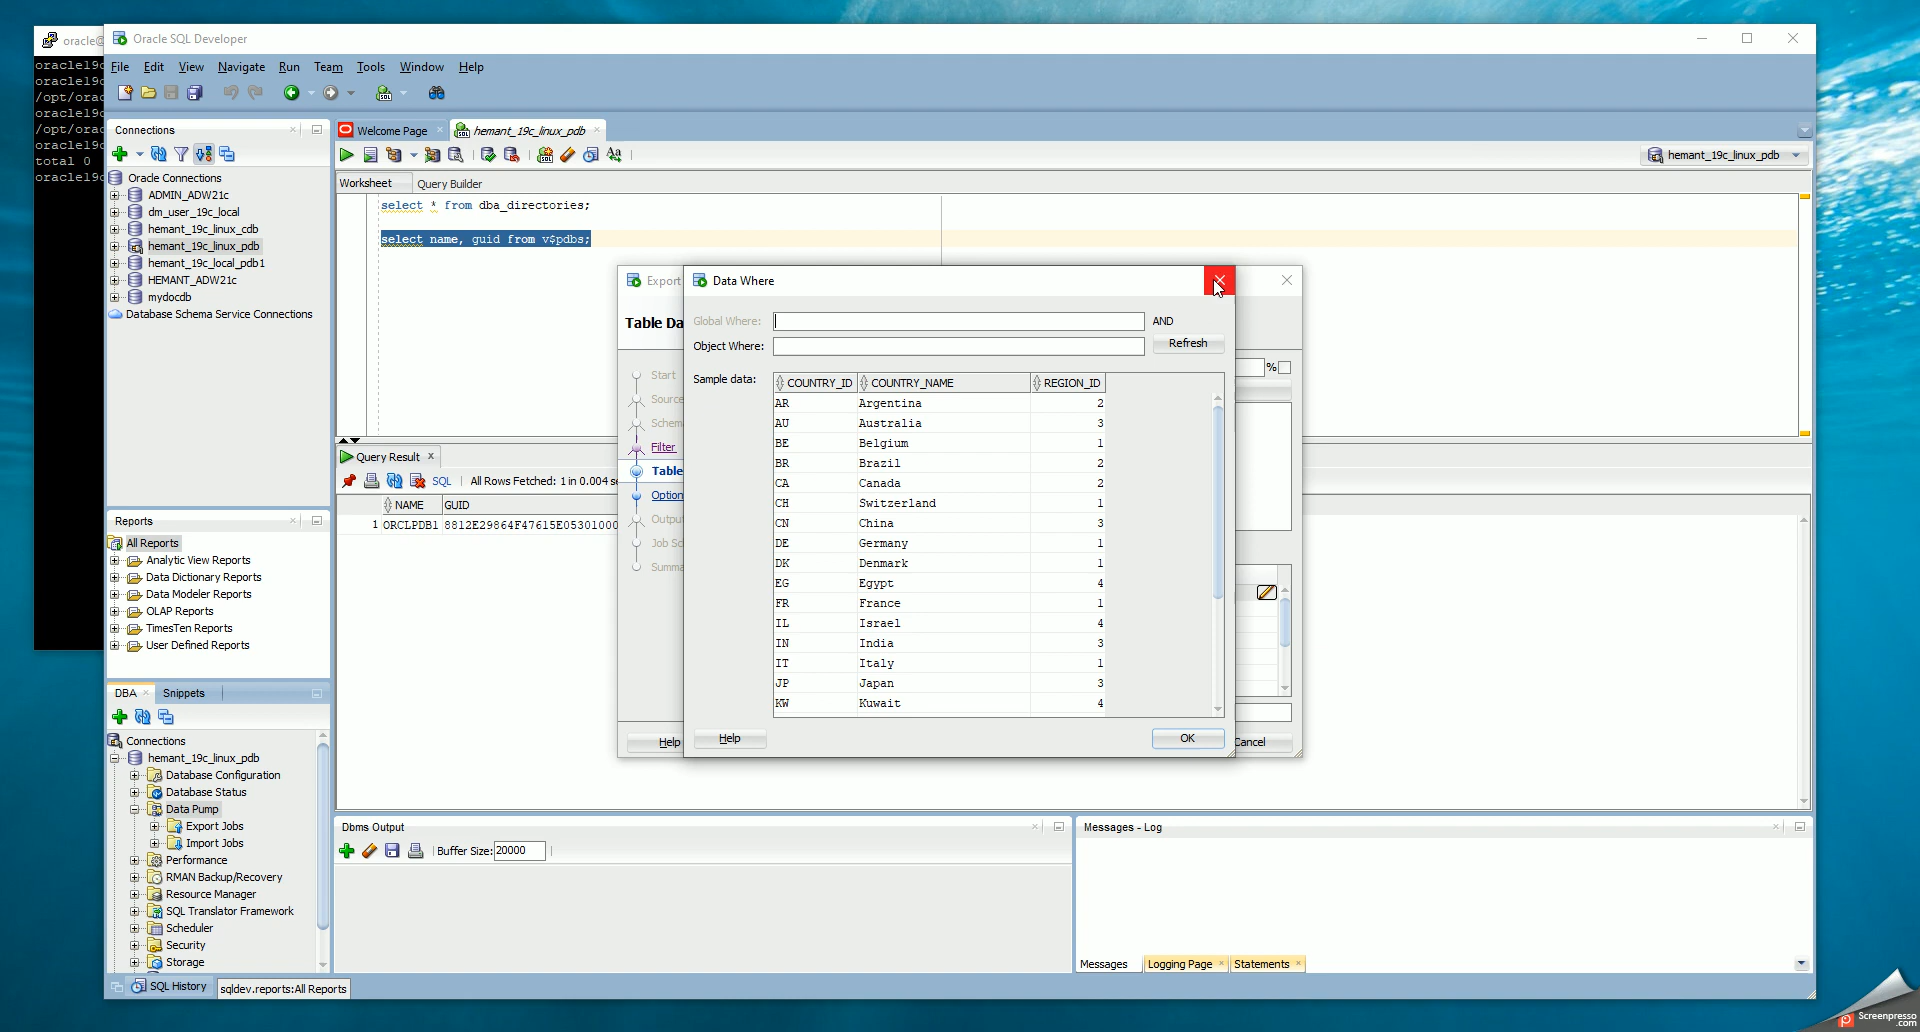 oracle@
Oracle SQL Developer
oracle19c
oracle19c
/opt/orac
oracle19c
/opt/orac
oracle19c
total 0
oracle19c
File Edit View Navigate Run Team Tools Window Help
Connections
Oracle Connections
ADMIN_ADW21c
dm_user_19c_local
hemant_19c_linux_cdb
hemant_19c_linux_pdb
hemant_19c_local_pdb1
HEMANT_ADW21c
mydocdb
Database Schema Service Connections
Reports
All Reports
Analytic View Reports
Data Dictionary Reports
Data Modeler Reports
OLAP Reports
TimesTen Reports
User Defined Reports
DBA Snippets
Connections
hemant_19c_linux_pdb
Database Configuration
Database Status
Data Pump
Export Jobs
Import Jobs
Performance
RMAN Backup/Recovery
Resource Manager
SQL Translator Framework
Scheduler
Security
Storage
Welcome Page hemant_19c_linux_pdb
hemant_19c_linux_pdb
Worksheet Query Builder
select * from dba_directories;
select name, guid from v$pdbs;
Query Result
SQL All Rows Fetched: 1 in 0.004 se
NAME GUID
1 ORCLPDB1 8812E29864F47615E05301000
Export
Table Da
Start
Source
Schem
Filter
Table
Option
Outpu
Job Sc
Summa
Help
%
Cancel
Data Where
Global Where: AND
Object Where: Refresh
Sample data:
COUNTRY_ID COUNTRY_NAME REGION_ID
AR Argentina 2
AU Australia 3
BE Belgium 1
BR Brazil 2
CA Canada 2
CH Switzerland 1
CN China 3
DE Germany 1
DK Denmark 1
EG Egypt 4
FR France 1
IL Israel 4
IN India 3
IT Italy 1
JP Japan 3
KW Kuwait 4
Help OK
Dbms Output
Buffer Size: 20000
Messages - Log
Messages Logging Page Statements
SQL History sqldev.reports:All Reports
Screenpresso
.com